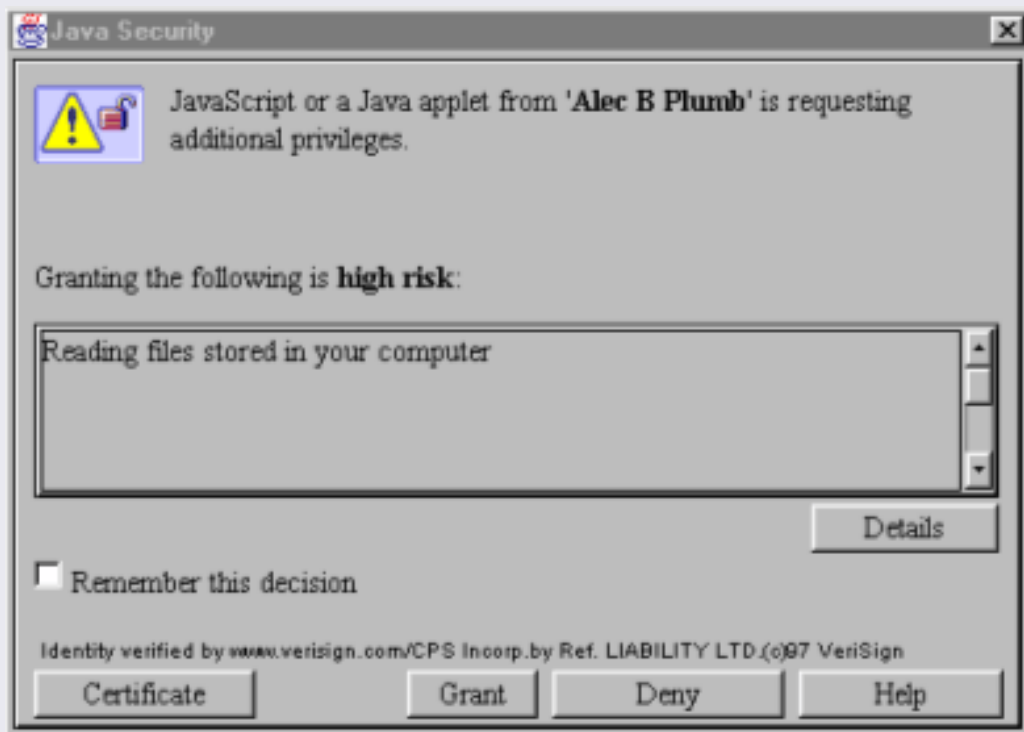 Java Security
JavaScript or a Java applet from 'Alec B Plumb' is requesting
additional privileges.
Granting the following is high risk:
Reading files stored in your computer
Details
Remember this decision
Identity verified by www.verisign.com/CPS Incorp.by Ref. LIABILITY LTD.(c)97 VeriSign
Certificate
Grant
Deny
Help